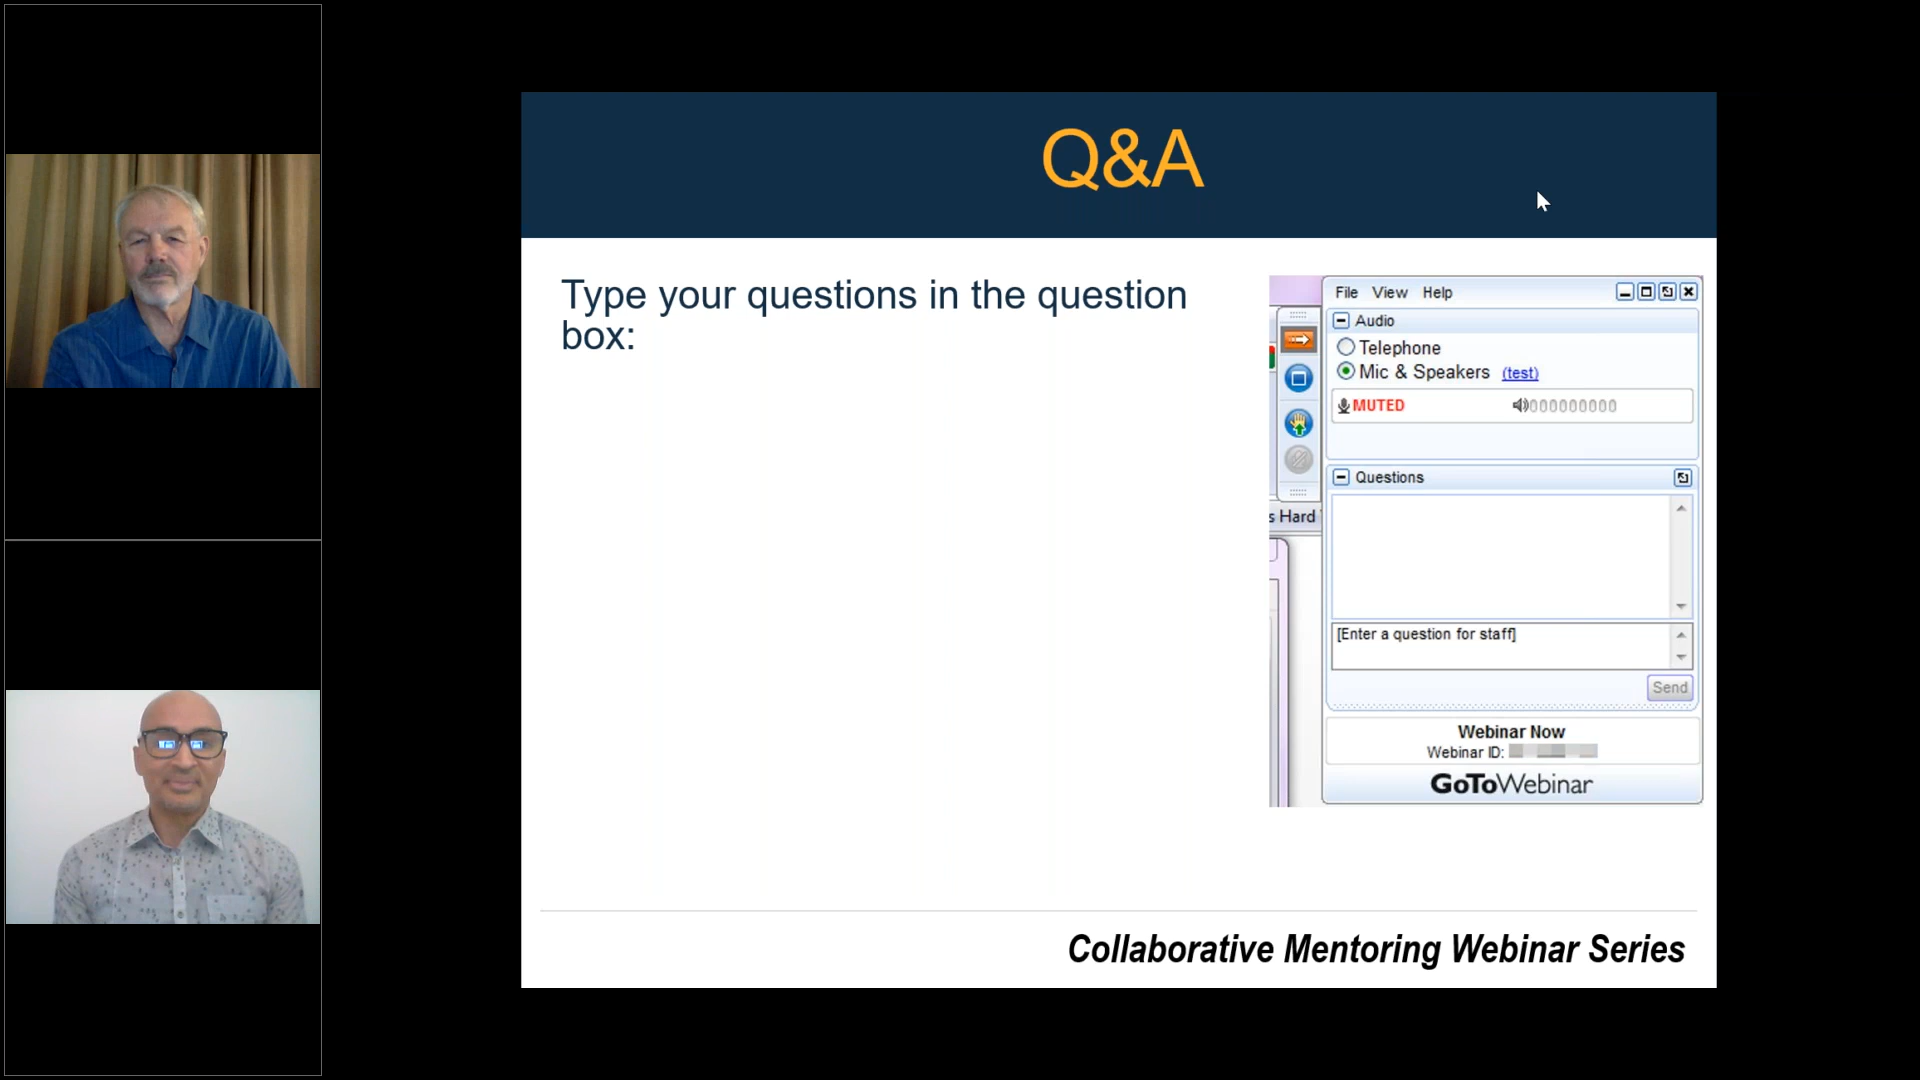 Q&A
Type your questions in the question
box:
File View Help
Audio
Telephone
Mic & Speakers (test)
MUTED
Questions
s Hard
[Enter a question for staff]
Send
Webinar Now
Webinar ID:
GoToWebinar
Collaborative Mentoring Webinar Series